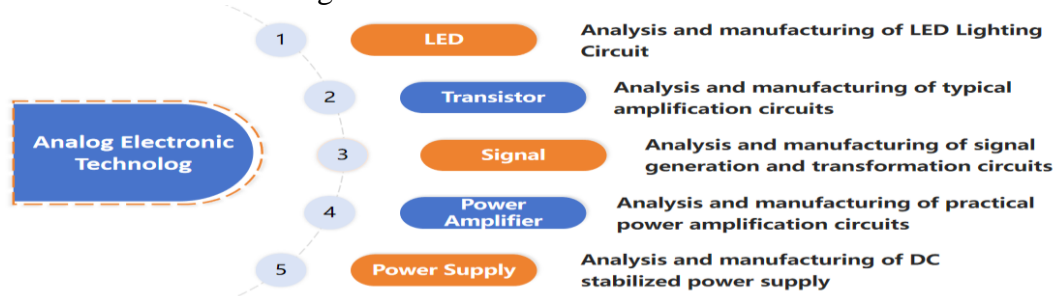 1
LED
Analysis and manufacturing of LED Lighting
Circuit
2
Transistor
Analysis and manufacturing of typical
amplification circuits
Analog Electronic
Technolog
3
Signal
Analysis and manufacturing of signal
generation and transformation circuits
4
Power
Amplifier
Analysis and manufacturing of practical
power amplification circuits
5
Power Supply
Analysis and manufacturing of DC
stabilized power supply